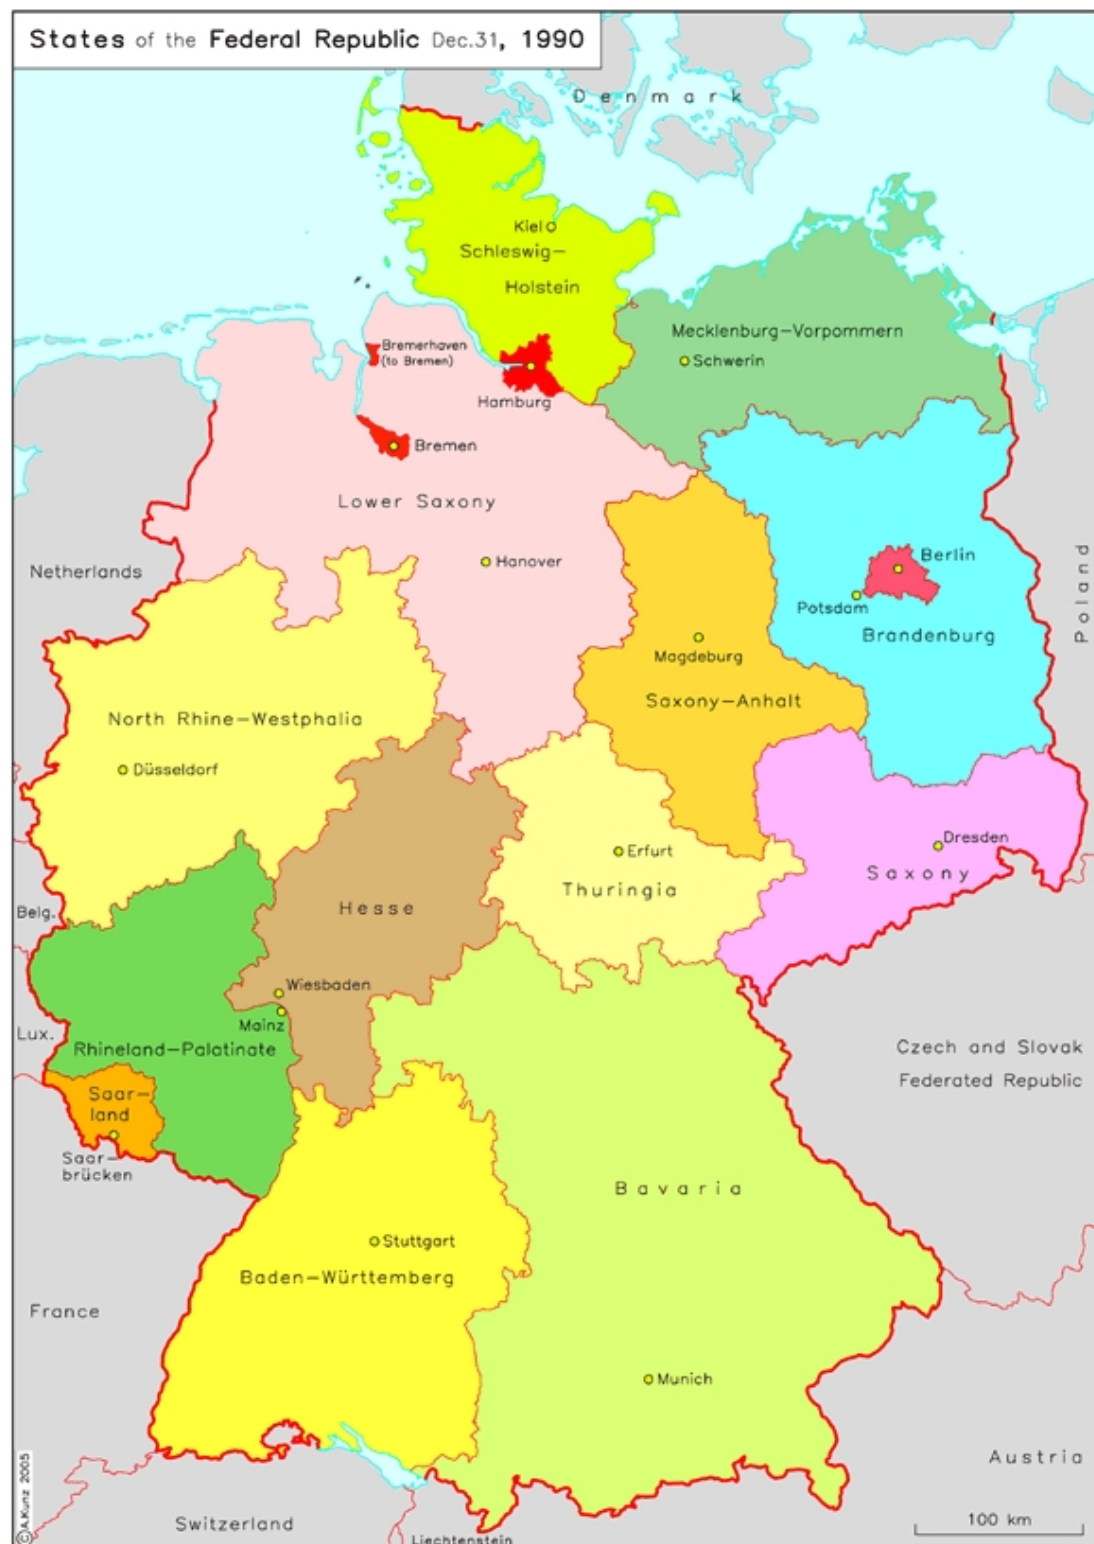 States of the Federal Republic Dec.31, 1990
Denmark
Kiel
Schleswig-
Holstein
Mecklenburg-Vorpommern
Schwerin
Bremerhaven
(to Bremen)
Hamburg
Bremen
Lower Saxony
Hanover
Netherlands
Berlin
Potsdam
Brandenburg
Poland
Magdeburg
Saxony-Anhalt
North Rhine-Westphalia
Düsseldorf
Dresden
Saxony
Erfurt
Thuringia
Hesse
Belg.
Wiesbaden
Mainz
Lux.
Rhineland-Palatinate
Czech and Slovak
Federated Republic
Saar-
land
Saar-
brücken
Bavaria
Stuttgart
Baden-Württemberg
France
Munich
Austria
Switzerland
Liechtenstein
100 km
©A.Kunz 2005